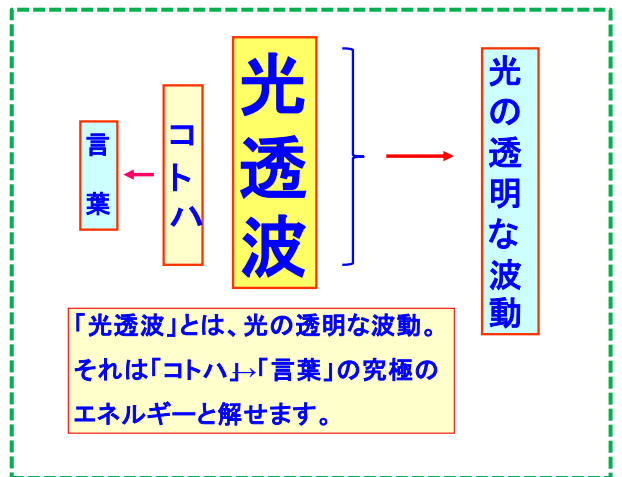 光透波
コトハ
言葉
光の透明な波動
「光透波」とは、光の透明な波動。
それは「コトハ」→「言葉」の究極の
エネルギーと解せます。